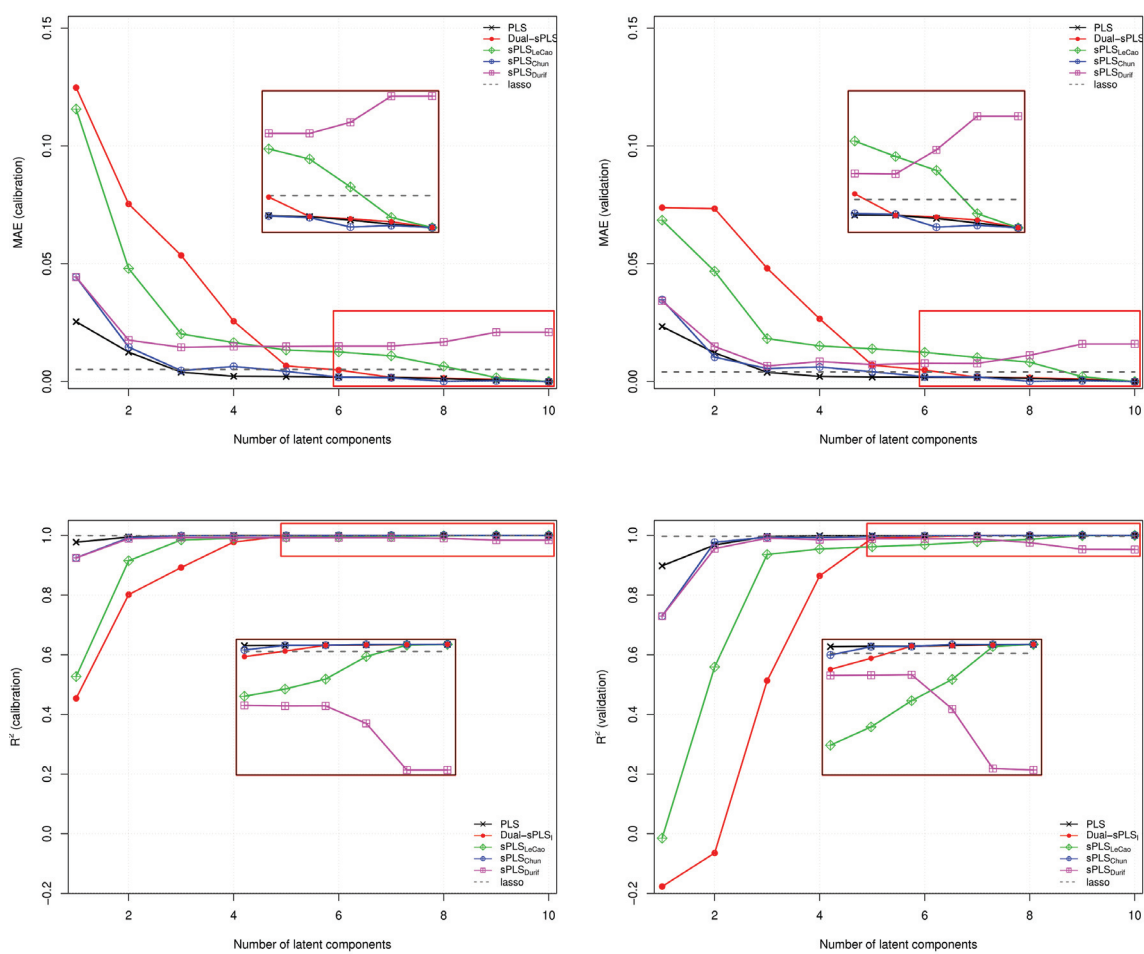 0.15
0.10
0.05
0.00
MAE (calibration)
PLS
Dual-sPLS
sPLSLeCao
sPLSChun
sPLSDurif
lasso
2 4 6 8 10
Number of latent components
0.15
0.10
0.05
0.00
MAE (validation)
PLS
Dual-sPLS
sPLSLeCao
sPLSChun
sPLSDurif
lasso
2 4 6 8 10
Number of latent components
1.0
0.8
0.6
0.4
0.2
0.0
-0.2
R² (calibration)
PLS
Dual-sPLSl
sPLSLeCao
sPLSChun
sPLSDurif
lasso
2 4 6 8 10
Number of latent components
1.0
0.8
0.6
0.4
0.2
0.0
-0.2
R² (validation)
PLS
Dual-sPLSl
sPLSLeCao
sPLSChun
sPLSDurif
lasso
2 4 6 8 10
Number of latent components